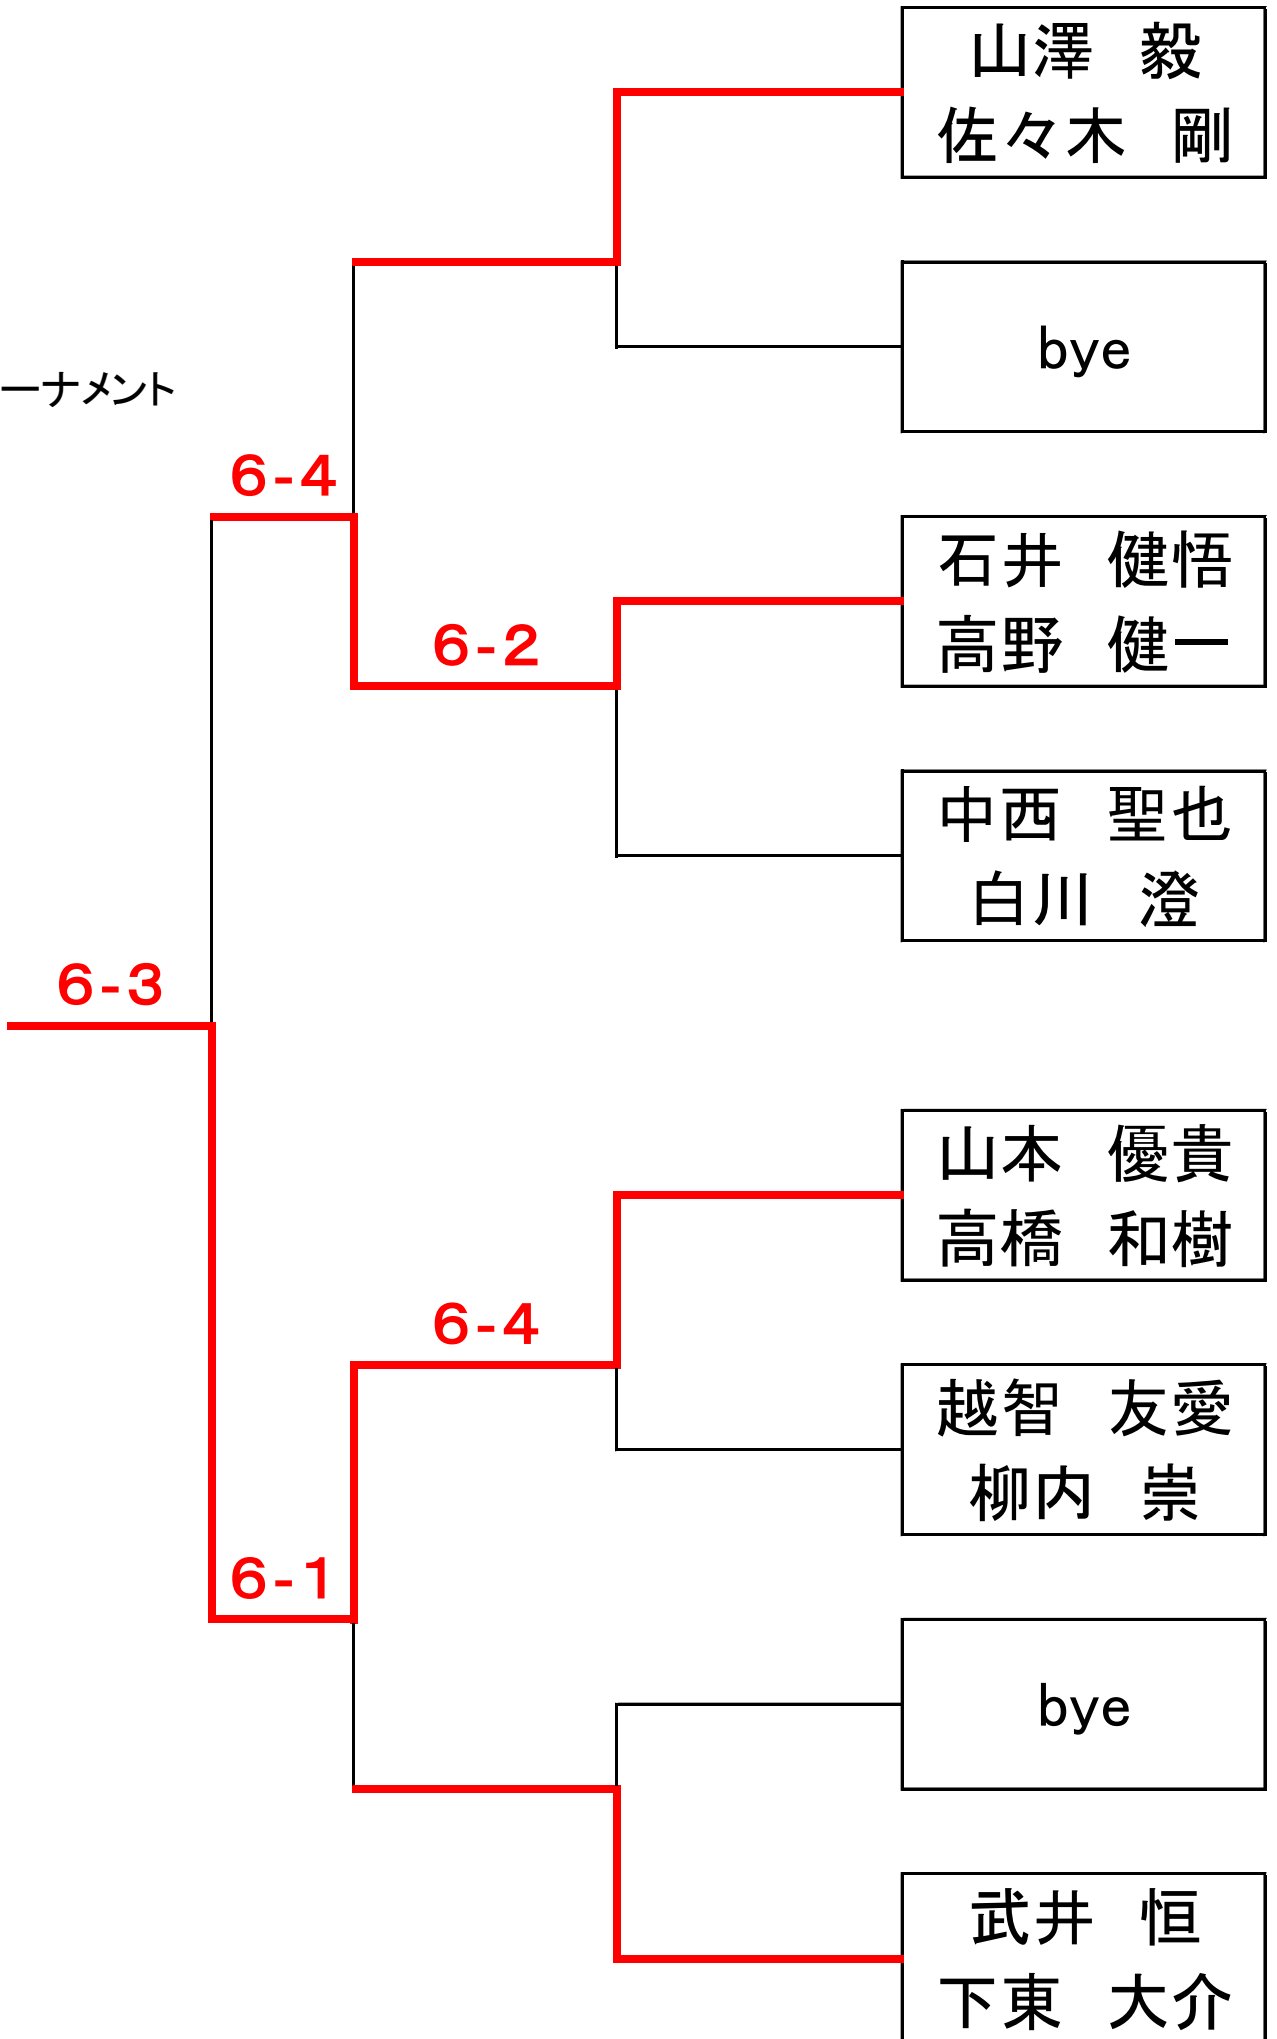 山澤 毅
佐々木 剛
bye
ーナメント
6-4
石井 健悟
高野 健一
6-2
中西 聖也
白川 澄
6-3
山本 優貴
高橋 和樹
6-4
越智 友愛
柳内 崇
6-1
bye
武井 恒
下東 大介